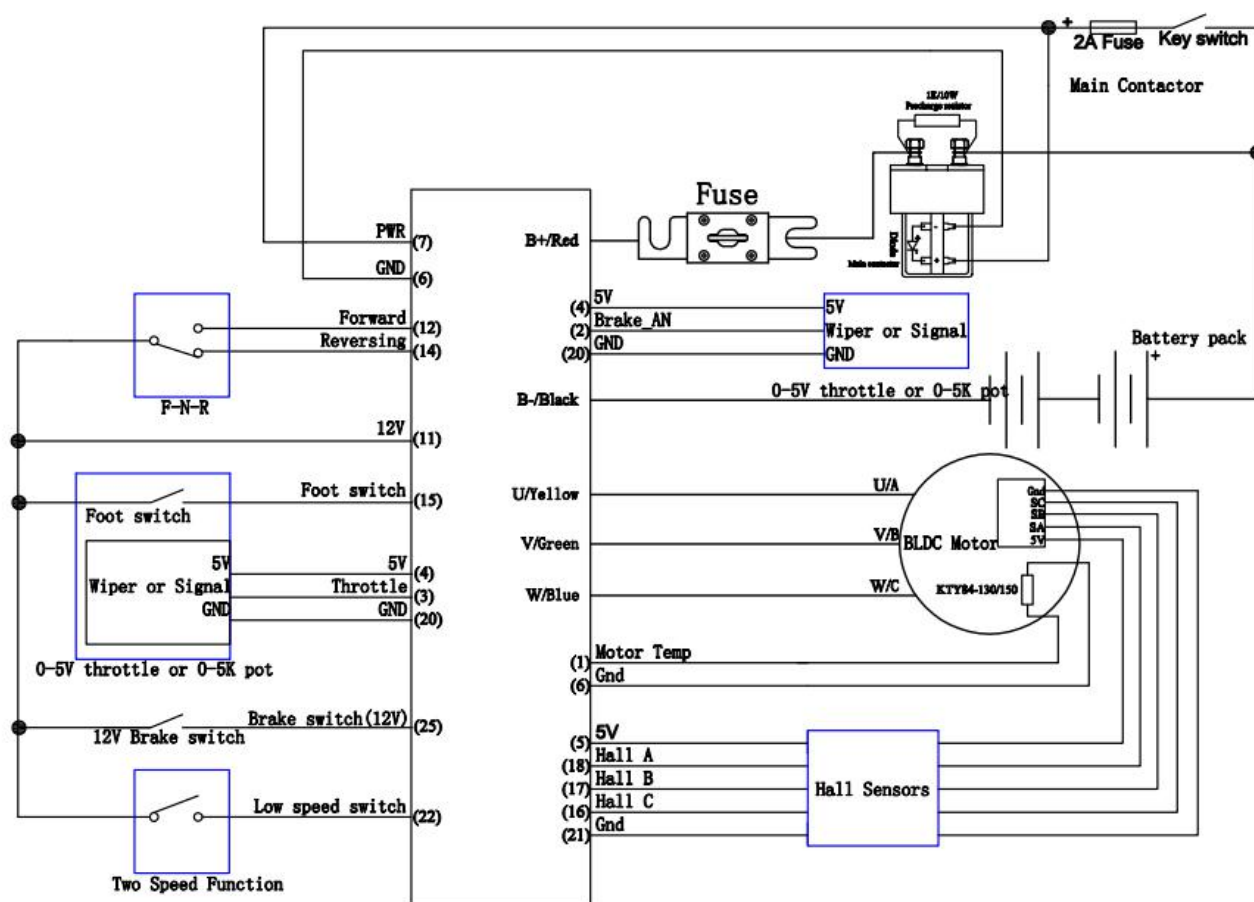 +
2A Fuse
Key switch
Main Contactor
1K/10W
Precharge resistor
Fuse
Diode
-
+
Main contactor
PWR
(7)
GND
(6)
B+/Red
Forward
(12)
Reversing
(14)
F-N-R
12V
(11)
5V
(4)
Brake_AN
(2)
GND
(20)
5V
Wiper or Signal
GND
0-5V throttle or 0-5K pot
B-/Black
Battery pack
+
Foot switch
(15)
Foot switch
5V
Wiper or Signal
GND
5V
(4)
Throttle
(3)
GND
(20)
0-5V throttle or 0-5K pot
U/Yellow
U/A
V/Green
V/B
W/Blue
W/C
BLDC Motor
Gnd
SC
SB
SA
5V
KTY84-130/150
Motor Temp
(1)
Gnd
(6)
Brake switch(12V)
(25)
12V Brake switch
5V
(5)
Hall A
(18)
Hall B
(17)
Hall C
(16)
Gnd
(21)
Hall Sensors
Low speed switch
(22)
Two Speed Function